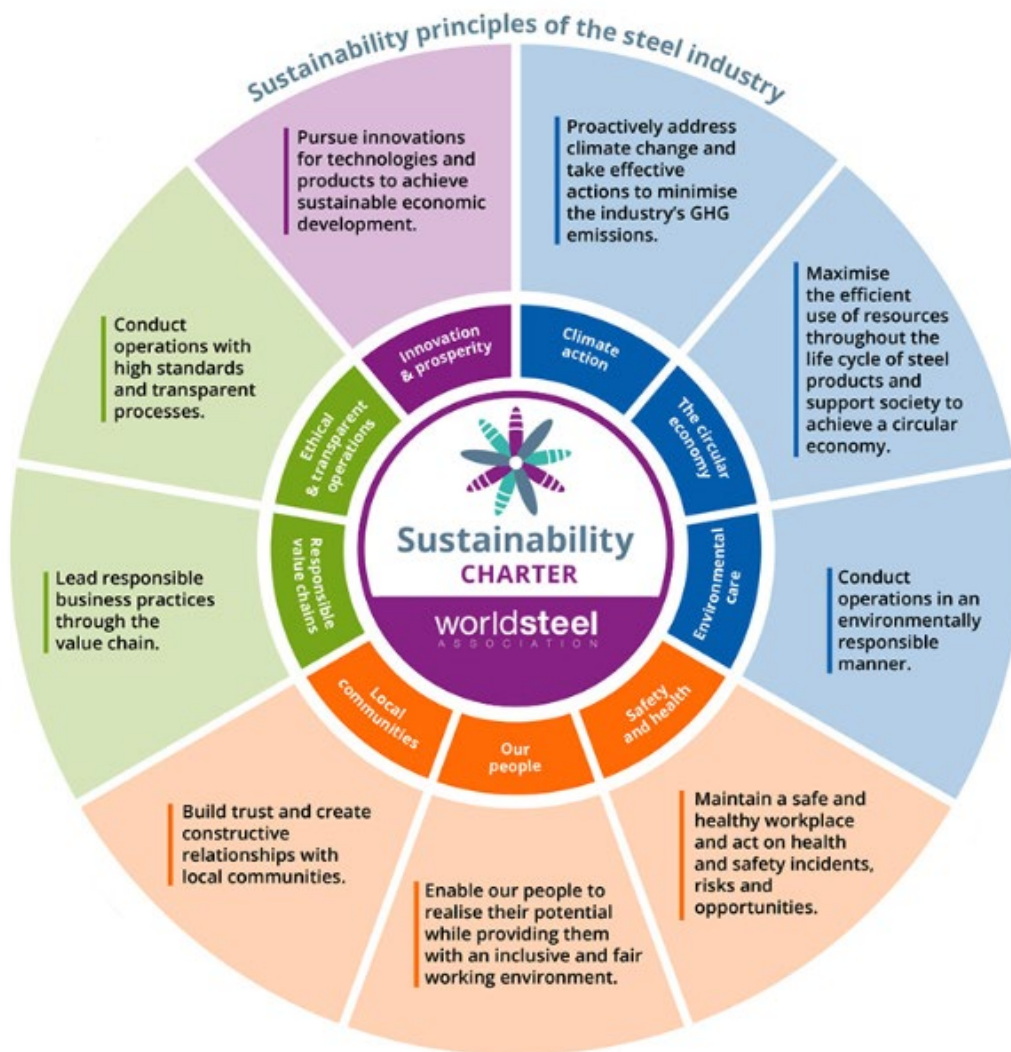 Sustainability principles of the steel industry
Pursue innovations
for technologies and
products to achieve
sustainable economic
development.
Proactively address
climate change and
take effective
actions to minimise
the industry's GHG
emissions.
Maximise
the efficient
use of resources
throughout the
life cycle of steel
products and
support society to
achieve a circular
economy.
Conduct
operations in an
environmentally
responsible
manner.
Maintain a safe and
healthy workplace
and act on health
and safety incidents,
risks and
opportunities.
Enable our people to
realise their potential
while providing them
with an inclusive and fair
working environment.
Build trust and create
constructive
relationships with
local communities.
Lead responsible
business practices
through the
value chain.
Conduct
operations with
high standards
and transparent
processes.
Innovation
& prosperity
Climate
action
The circular
economy
Environmental
care
Safety
and health
Our
people
Local
communities
Responsible
value chains
Ethical
& transparent
operations
Sustainability
CHARTER
worldsteel
ASSOCIATION